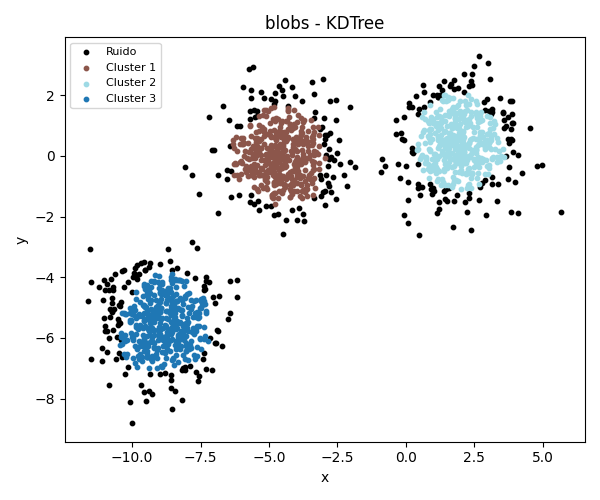 blobs - KDTree
Ruido
Cluster 1
Cluster 2
Cluster 3
y
2
0
−2
−4
−6
−8
−10.0 −7.5 −5.0 −2.5 0.0 2.5 5.0
x